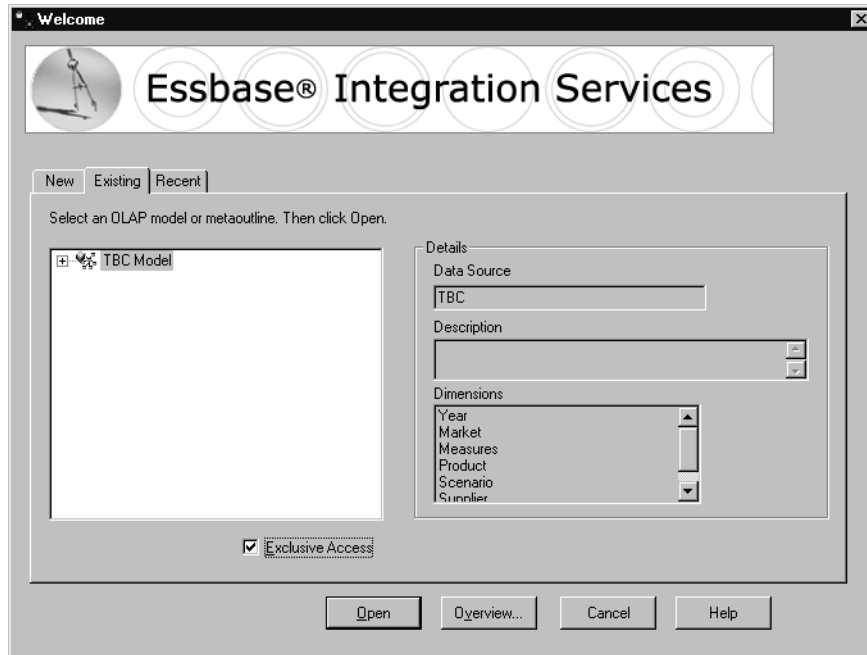 Welcome
Essbase® Integration Services
New Existing Recent
Select an OLAP model or metaoutline. Then click Open.
TBC Model
Details
Data Source
TBC
Description
Dimensions
Year
Market
Measures
Product
Scenario
Supplier
Exclusive Access
Open Overview... Cancel Help